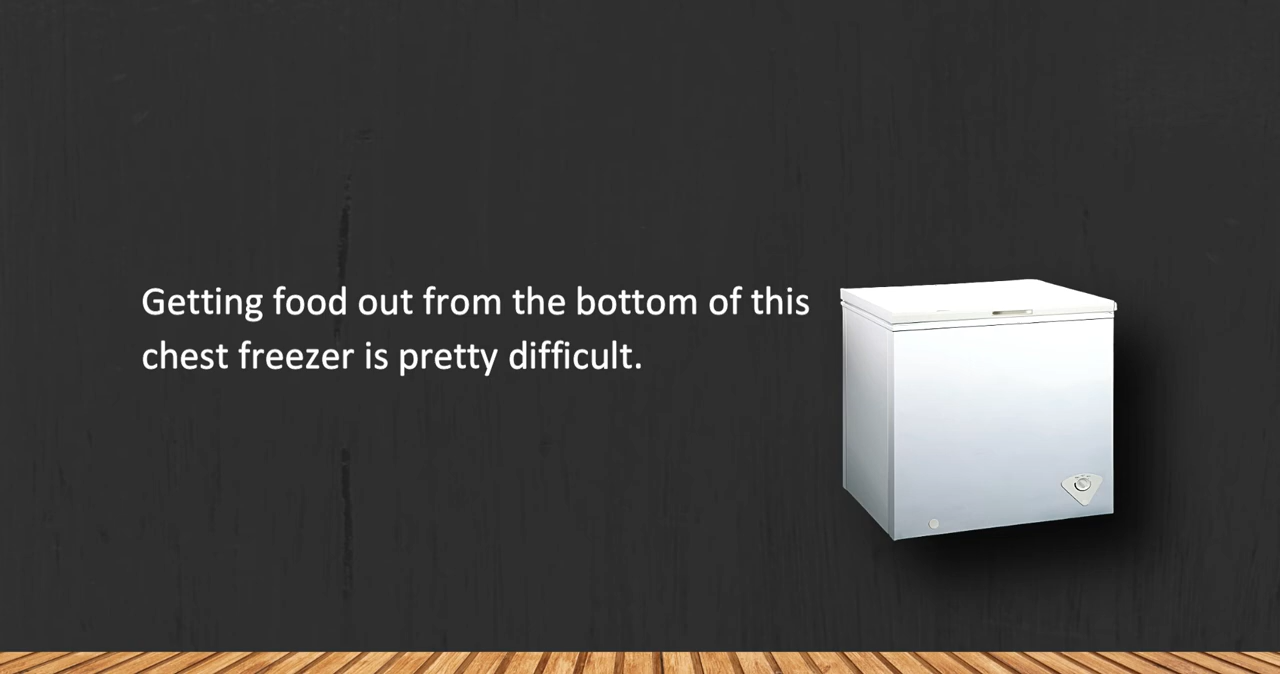 Getting food out from the bottom of this
chest freezer is pretty difficult.